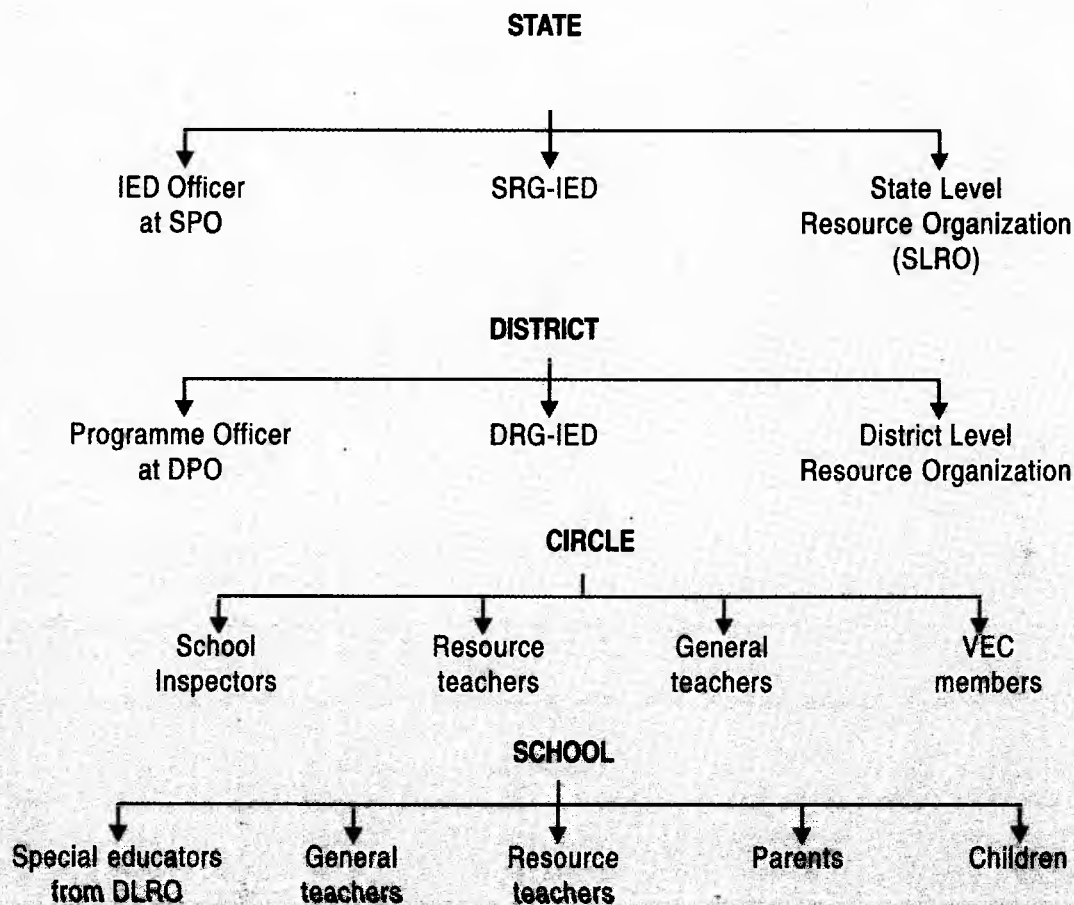 STATE
IED Officer
at SPO
SRG-IED
State Level
Resource Organization
(SLRO)
DISTRICT
Programme Officer
at DPO
DRG-IED
District Level
Resource Organization
CIRCLE
School
Inspectors
Resource
teachers
General
teachers
VEC
members
SCHOOL
Special educators
from DLRO
General
teachers
Resource
teachers
Parents
Children